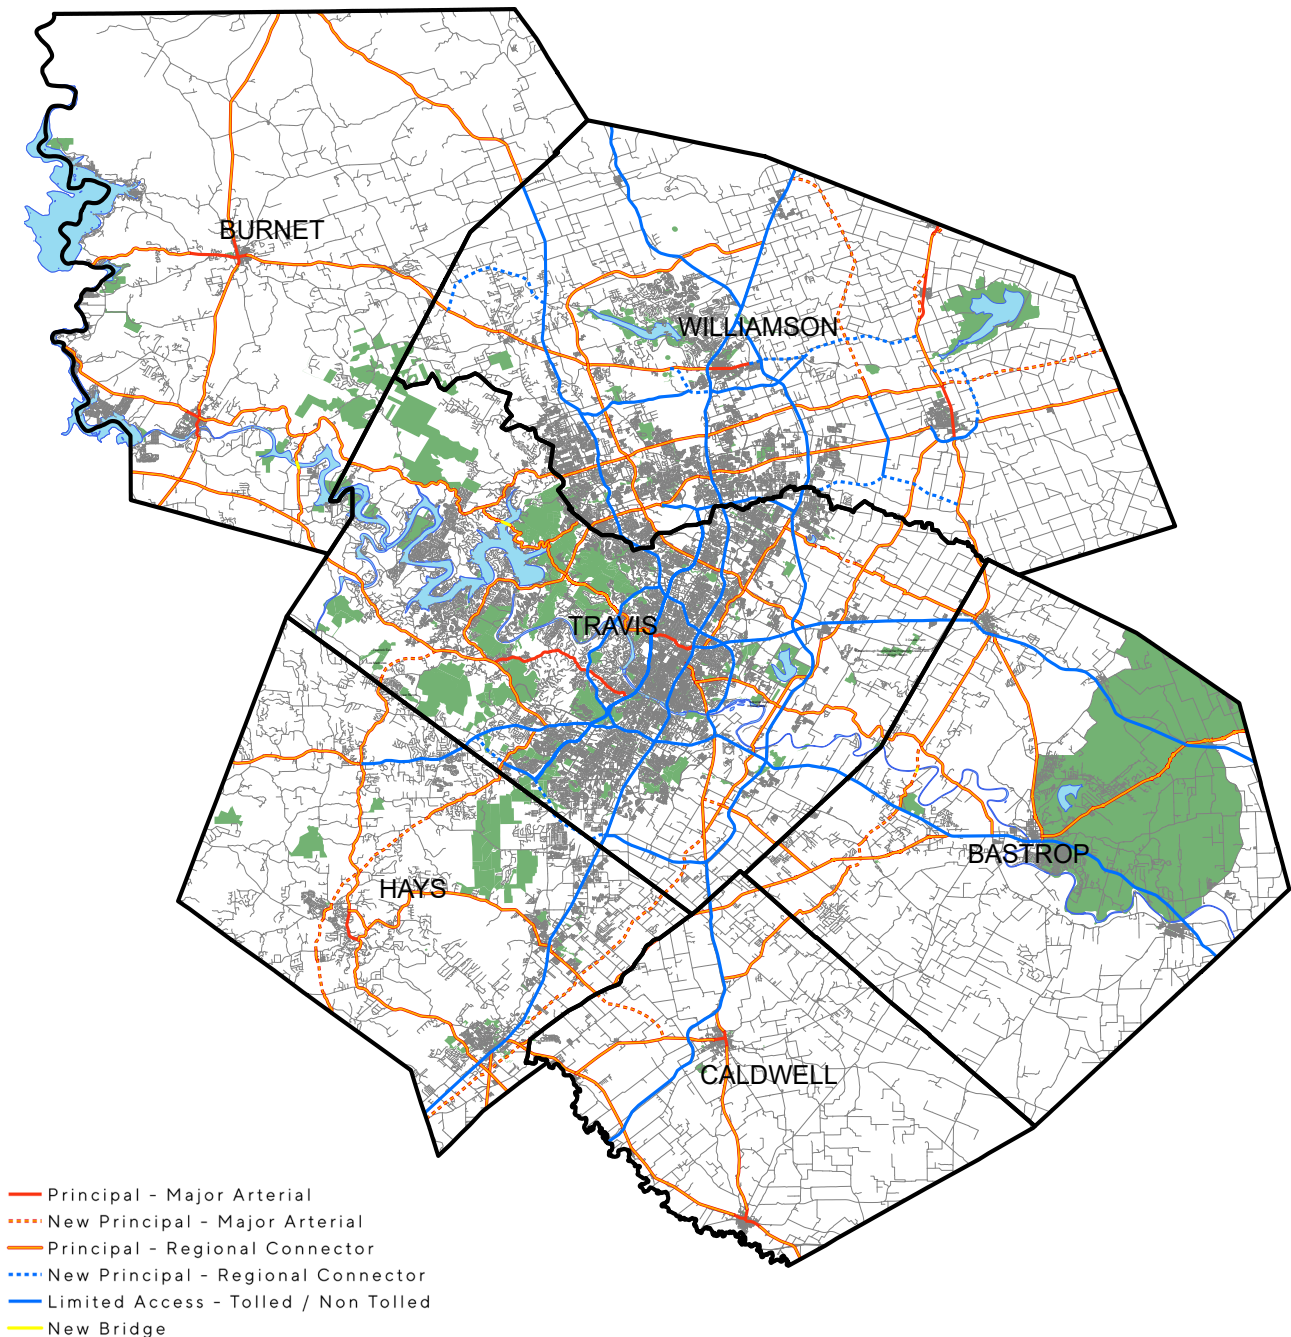 BURNET
WILLIAMSON
TRAVIS
BASTROP
HAYS
CALDWELL
Principal - Major Arterial
New Principal - Major Arterial
Principal - Regional Connector
New Principal - Regional Connector
Limited Access - Tolled / Non Tolled
New Bridge